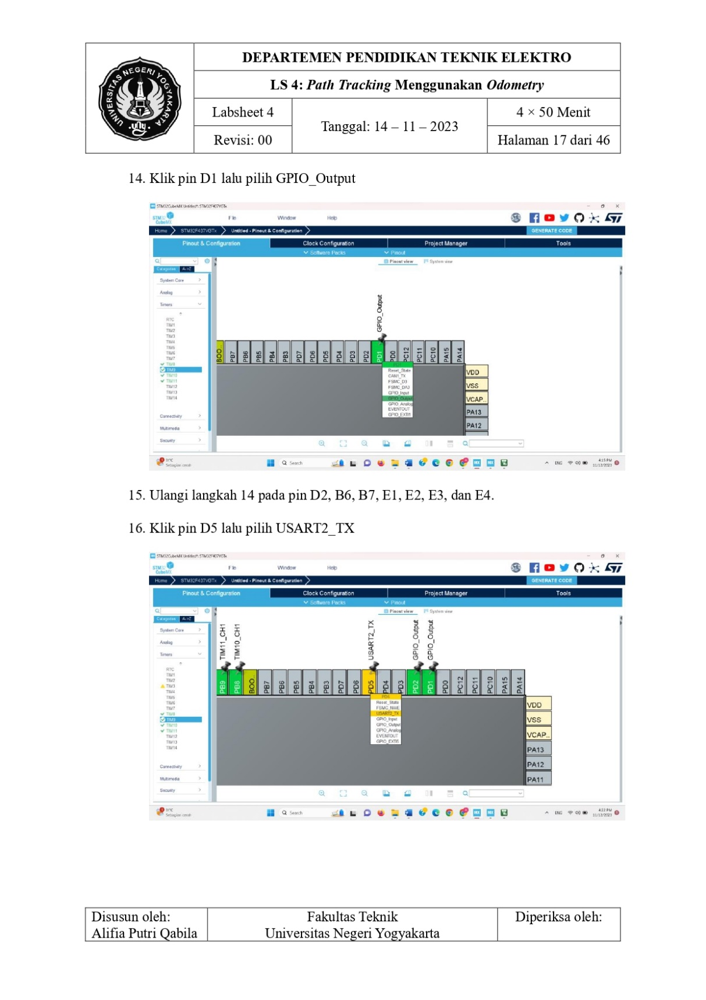 UNIVERSITAS NEGERI YOGYAKARTA
uny
DEPARTEMEN PENDIDIKAN TEKNIK ELEKTRO
LS 4: Path Tracking Menggunakan Odometry
Labsheet 4
Tanggal: 14 – 11 – 2023
4 × 50 Menit
Revisi: 00
Halaman 17 dari 46
14. Klik pin D1 lalu pilih GPIO_Output
STM32CubeMX Untitled*: STM32F407VGTx
STM32
CubeMX
File Window Help
Home STM32F407VGTx Untitled - Pinout & Configuration GENERATE CODE
Pinout & Configuration Clock Configuration Project Manager Tools
Software Packs Pinout
Pinout view System view
Categories A->Z
System Core
Analog
Timers
RTC
TIM1
TIM2
TIM3
TIM4
TIM5
TIM6
TIM7
TIM8
TIM9
TIM10
TIM11
TIM12
TIM13
TIM14
Connectivity
Multimedia
Security
GPIO_Output
BOO.. PB7 PB6 PB5 PB4 PB3 PD7 PD6 PD5 PD4 PD3 PD2 PD1 PD0 PC12 PC11 PC10 PA15 PA14
PD1
Reset_State
CAN1_TX
FSMC_D3
FSMC_DA3
GPIO_Input
GPIO_Output
GPIO_Analog
EVENTOUT
GPIO_EXTI1
VDD
VSS
VCAP..
PA13
PA12
31°C
Sebagian cerah
Search
ENG
4:15 PM
11/12/2023
15. Ulangi langkah 14 pada pin D2, B6, B7, E1, E2, E3, dan E4.
16. Klik pin D5 lalu pilih USART2_TX
STM32CubeMX Untitled*: STM32F407VGTx
STM32
CubeMX
File Window Help
Home STM32F407VGTx Untitled - Pinout & Configuration GENERATE CODE
Pinout & Configuration Clock Configuration Project Manager Tools
Software Packs Pinout
Pinout view System view
Categories A->Z
System Core
Analog
Timers
RTC
TIM1
TIM2
TIM3
TIM4
TIM5
TIM6
TIM7
TIM8
TIM9
TIM10
TIM11
TIM12
TIM13
TIM14
Connectivity
Multimedia
Security
TIM11_CH1 TIM10_CH1 USART2_TX GPIO_Output GPIO_Output
PB9 PB8 BOO.. PB7 PB6 PB5 PB4 PB3 PD7 PD6 PD5 PD4 PD3 PD2 PD1 PD0 PC12 PC11 PC10 PA15 PA14
PD5
Reset_State
FSMC_NWE
USART2_TX
GPIO_Input
GPIO_Output
GPIO_Analog
EVENTOUT
GPIO_EXTI5
VDD
VSS
VCAP..
PA13
PA12
PA11
31°C
Sebagian cerah
Search
ENG
4:22 PM
11/12/2023
Disusun oleh:
Alifia Putri Qabila
Fakultas Teknik
Universitas Negeri Yogyakarta
Diperiksa oleh: